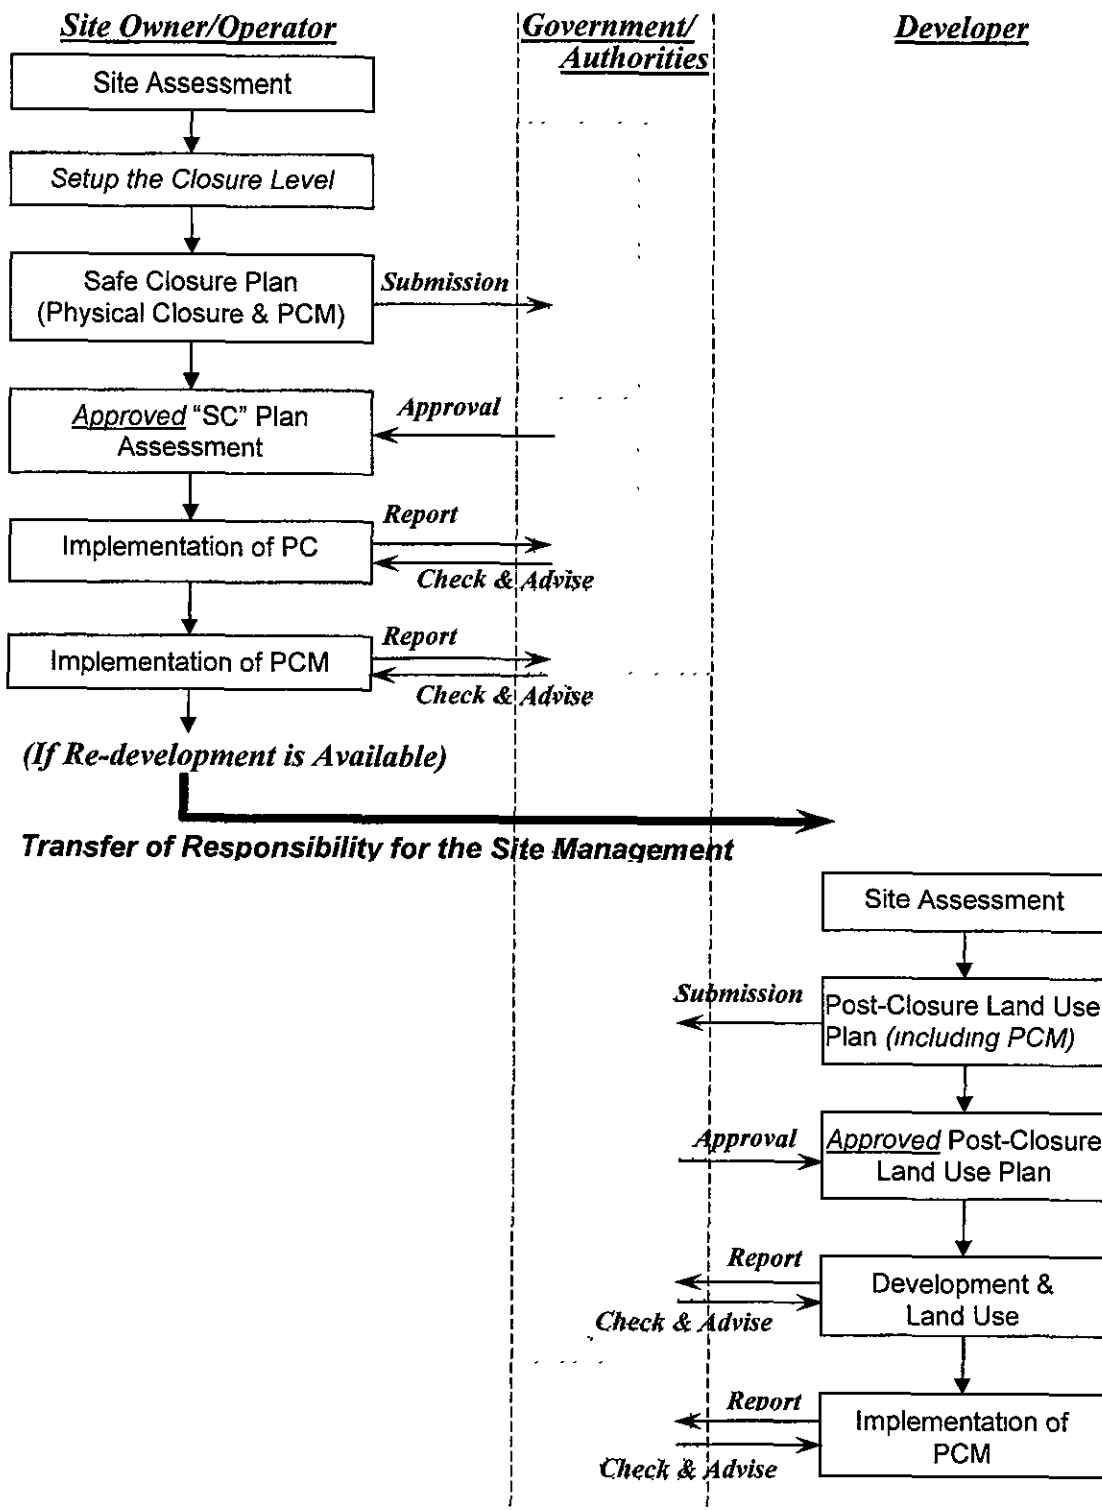 Site Owner/Operator
Government/
Authorities
Developer
Site Assessment
Setup the Closure Level
Safe Closure Plan
(Physical Closure & PCM)
Submission
Approved "SC" Plan
Assessment
Approval
Implementation of PC
Report
Check & Advise
Implementation of PCM
Report
Check & Advise
(If Re-development is Available)
Transfer of Responsibility for the Site Management
Site Assessment
Submission
Post-Closure Land Use
Plan (including PCM)
Approval
Approved Post-Closure
Land Use Plan
Report
Check & Advise
Development &
Land Use
Report
Check & Advise
Implementation of
PCM